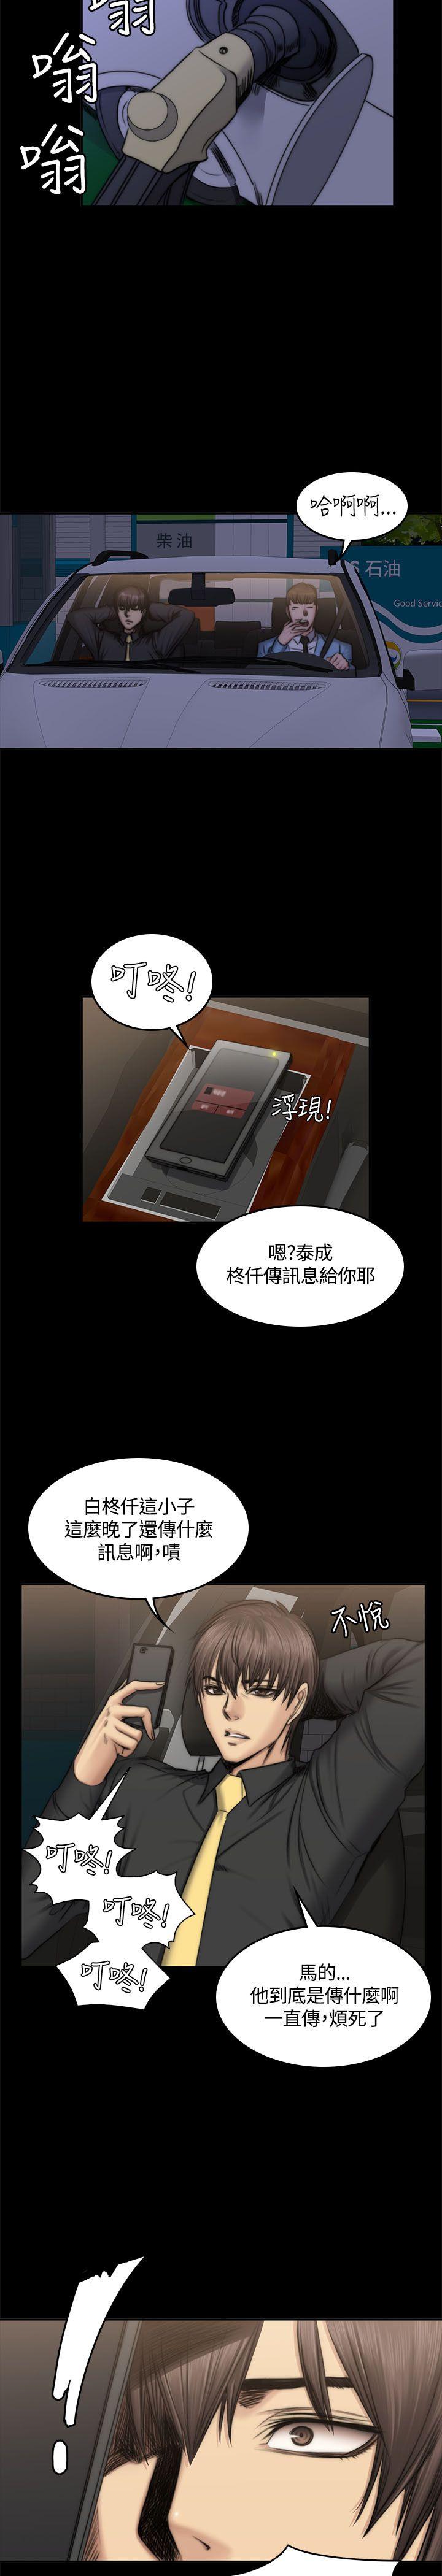 嗡
嗡
嗡
哈啊啊...
柴油
S 石油
Good Servic
叮咚!
浮現!
嗯?泰成
柊仟傳訊息給你耶
白柊仟這小子
這麼晚了還傳什麼
訊息啊,嘖
不悅
叮咚!
叮咚!
叮咚!
馬的...
他到底是傳什麼啊
一直傳,煩死了
!